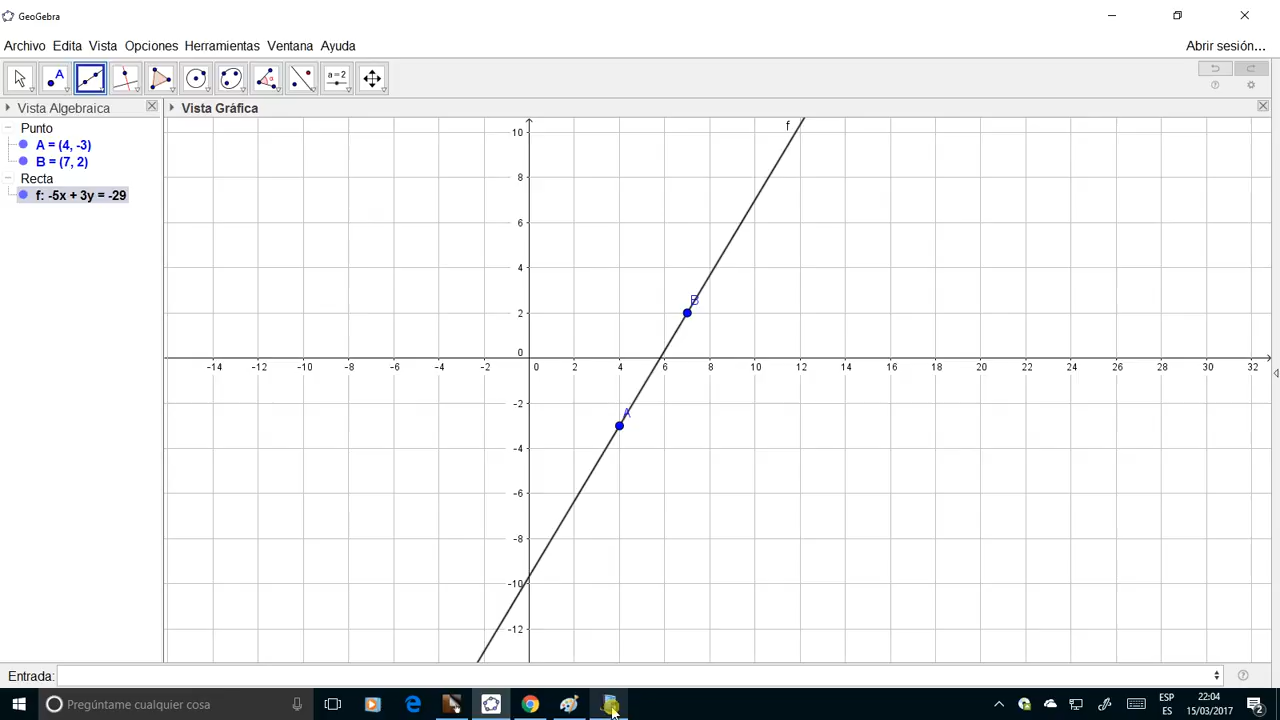 GeoGebra
Archivo Edita Vista Opciones Herramientas Ventana Ayuda
Abrir sesión...
A
a=2
Vista Algebraica
Vista Gráfica
Punto
A = (4, -3)
B = (7, 2)
Recta
f: -5x + 3y = -29
f
10
8
6
4
B
2
0
-14 -12 -10 -8 -6 -4 -2 0 2 4 6 8 10 12 14 16 18 20 22 24 26 28 30 32
-2
A
-4
-6
-8
-10
-12
Entrada:
Pregúntame cualquier cosa
ESP
ES
22:04
15/03/2017
2